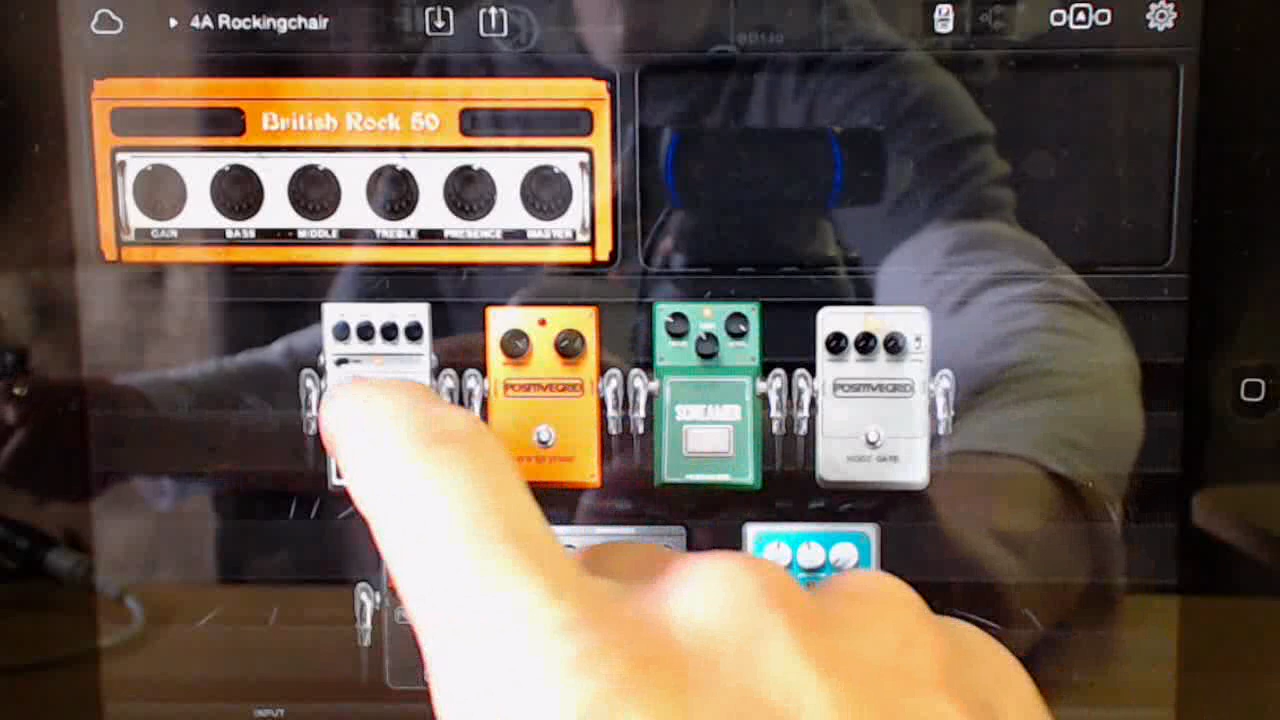 4A Rockingchair
British Rock 50
GAIN BASS MIDDLE TREBLE PRESENCE MASTER
POSITIVEGRID
SCREAMER
POSITIVEGRID
NOISE GATE
INPUT